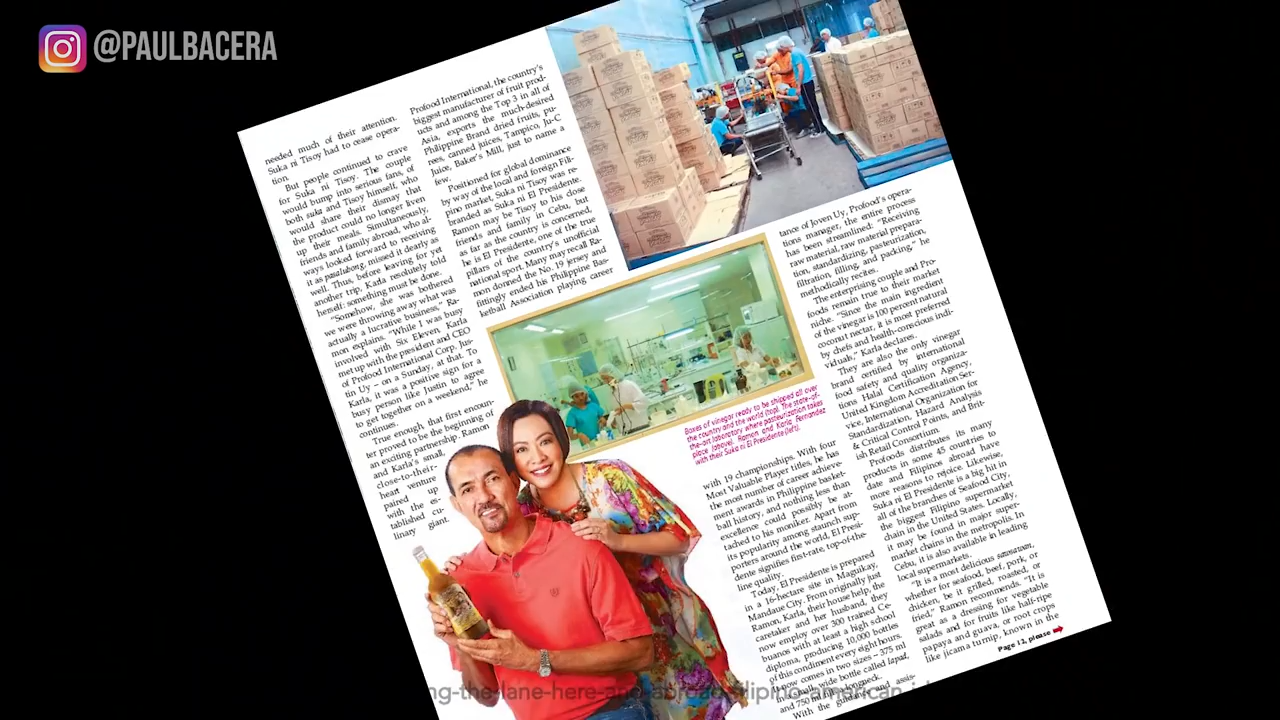 @PAULBACERA
needed much of their attention.
Suka ni Tisoy had to cease opera-
tion.
But people continued to crave
for Suka ni Tisoy. The couple
would bump into serious fans, of
both suka and Tisoy himself, who
would share their dismay that
the product could no longer liven
up their meals. Simultaneously,
friends and family abroad, who al-
ways looked forward to receiving
it as pasalubong, missed it dearly as
well. Thus, before leaving for yet
another trip, Karla resolutely told
herself: something must be done.
"Somehow, she was bothered
we were throwing away what was
actually a lucrative business," Ra-
mon explains. "While I was busy
involved with Six Eleven, Karla
met up with the president and CEO
of Profood International Corp. Jus-
tin Uy – on a Sunday, at that. To
Karla, it was a positive sign for a
busy person like Justin to agree
to get together on a weekend," he
continues.
True enough, that first encoun-
ter proved to be the beginning of
an exciting partnership. Ramon
and Karla's small,
close-to-their-
heart venture
paired up
with the es-
tablished cu-
linary giant.
Profood International, the country's
biggest manufacturer of fruit prod-
ucts and among the Top 3 in all of
Asia, exports the much-desired
Philippine Brand dried fruits, pu-
rees, canned juices, Tampico, Ju-C
Juice, Baker's Mill, just to name a
few.
Positioned for global dominance
by way of the local and foreign Fili-
pino market, Suka ni Tisoy was re-
branded as Suka ni El Presidente.
Ramon may be Tisoy to his close
friends and family in Cebu, but
as far as the country is concerned,
he is El Presidente, one of the true
pillars of the country's unofficial
national sport. Many may recall Ra-
mon donned the No. 19 jersey and
fittingly ended his Philippine Bas-
ketball Association playing career
Boxes of vinegar ready to be shipped all over
the country and the world (top). The state-of-
the-art laboratory where pasteurization takes
place (above). Ramon and Karla Fernandez
with their Suka ni El Presidente (left).
with 19 championships. With four
Most Valuable Player titles, he has
the most number of career achieve-
ment awards in Philippine basket-
ball history, and nothing less than
excellence could possibly be at-
tached to his moniker. Apart from
its popularity among staunch sup-
porters around the world, El Presi-
dente signifies first-rate, top-of-the-
line quality.
Today, El Presidente is prepared
in a 16-hectare site in Maguikay,
Mandaue City. From originally just
Ramon, Karla, their house help, the
caretaker and her husband, they
now employ over 300 trained Ce-
buanos with at least a high school
diploma, producing 10,000 bottles
of this condiment every eight hours.
It now comes in two sizes – 375 ml
in a small, wide bottle called lapad,
and 750 ml in a longneck.
With the guidance and assis-
tance of Joven Uy, Profood's opera-
tions manager, the entire process
has been streamlined: "Receiving
raw material, raw material prepara-
tion, standardizing, pasteurization,
filtration, filling, and packing," he
methodically recites.
The enterprising couple and Pro-
foods remain true to their market
niche. "Since the main ingredient
of the vinegar is 100 percent natural
coconut nectar, it is most preferred
by chefs and health-conscious indi-
viduals," Karla declares.
They are also the only vinegar
brand certified by international
food safety and quality organiza-
tions Halal Certification Agency,
United Kingdom Accreditation Ser-
vice, International Organization for
Standardization, Hazard Analysis
& Critical Control Points, and Brit-
ish Retail Consortium.
Profoods distributes its many
products in some 45 countries to
date and Filipinos abroad have
more reasons to rejoice. Likewise,
Suka ni El Presidente is a big hit in
all of the branches of Seafood City,
the biggest Filipino supermarket
chain in the United States. Locally,
it may be found in major super-
market chains in the metropolis. In
Cebu, it is also available in leading
local supermarkets.
"It is a most delicious sawsawan,
whether for seafood, beef, pork, or
chicken, be it grilled, roasted, or
fried," Ramon recommends. "It is
great as a dressing for vegetable
salads and for fruits like half-ripe
papaya and guava, or root crops
like jicama turnip, known in the
Page 12, please
ng-the-lane-here-and-abroad-filipino-american-id